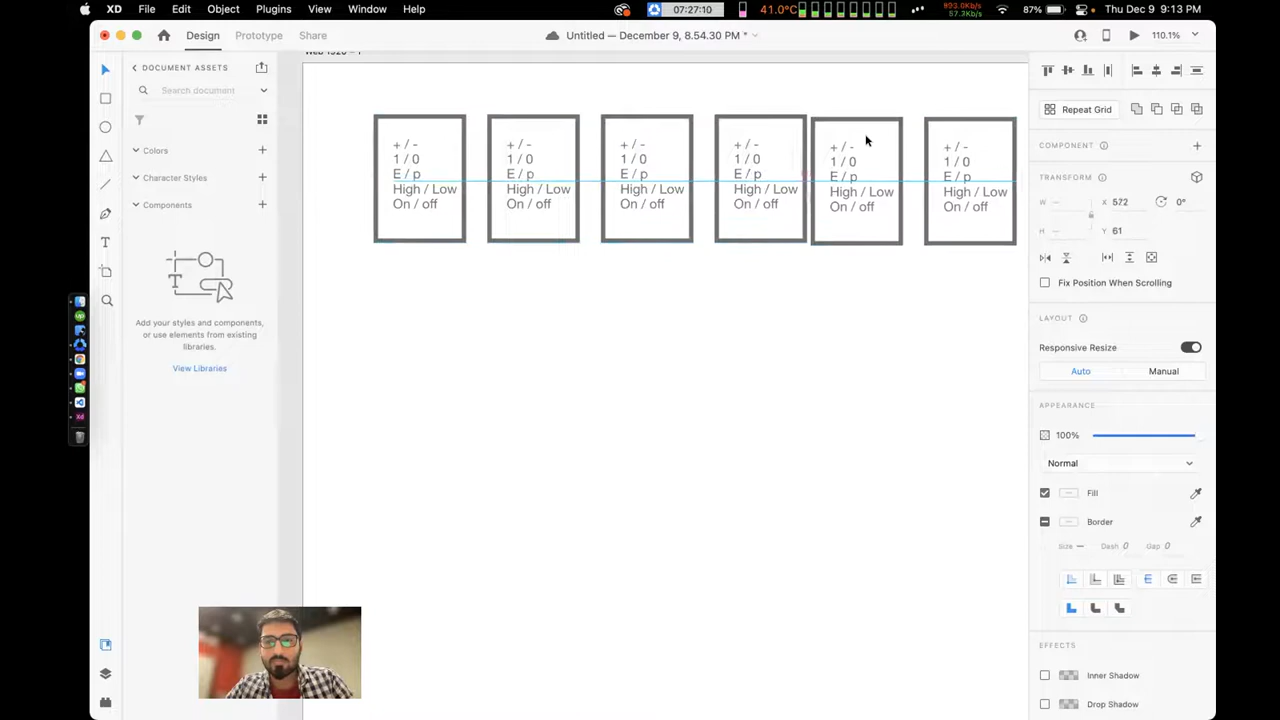 XD File Edit Object Plugins View Window Help 07:27:10 41.0°C 87% Thu Dec 9 9:13 PM
Design Prototype Share Untitled — December 9, 8.54.30 PM * 110.1%
DOCUMENT ASSETS
Search document
Colors
Character Styles
Components
Add your styles and components,
or use elements from existing
libraries.
View Libraries
+ / -
1 / 0
E / p
High / Low
On / off
+ / -
1 / 0
E / p
High / Low
On / off
+ / -
1 / 0
E / p
High / Low
On / off
+ / -
1 / 0
E / p
High / Low
On / off
+ / -
1 / 0
E / p
High / Low
On / off
+ / -
1 / 0
E / p
High / Low
On / off
Repeat Grid
COMPONENT
TRANSFORM
W X 572 0°
H Y 61
Fix Position When Scrolling
LAYOUT
Responsive Resize
Auto Manual
APPEARANCE
100%
Normal
Fill
Border
Size Dash 0 Gap 0
EFFECTS
Inner Shadow
Drop Shadow